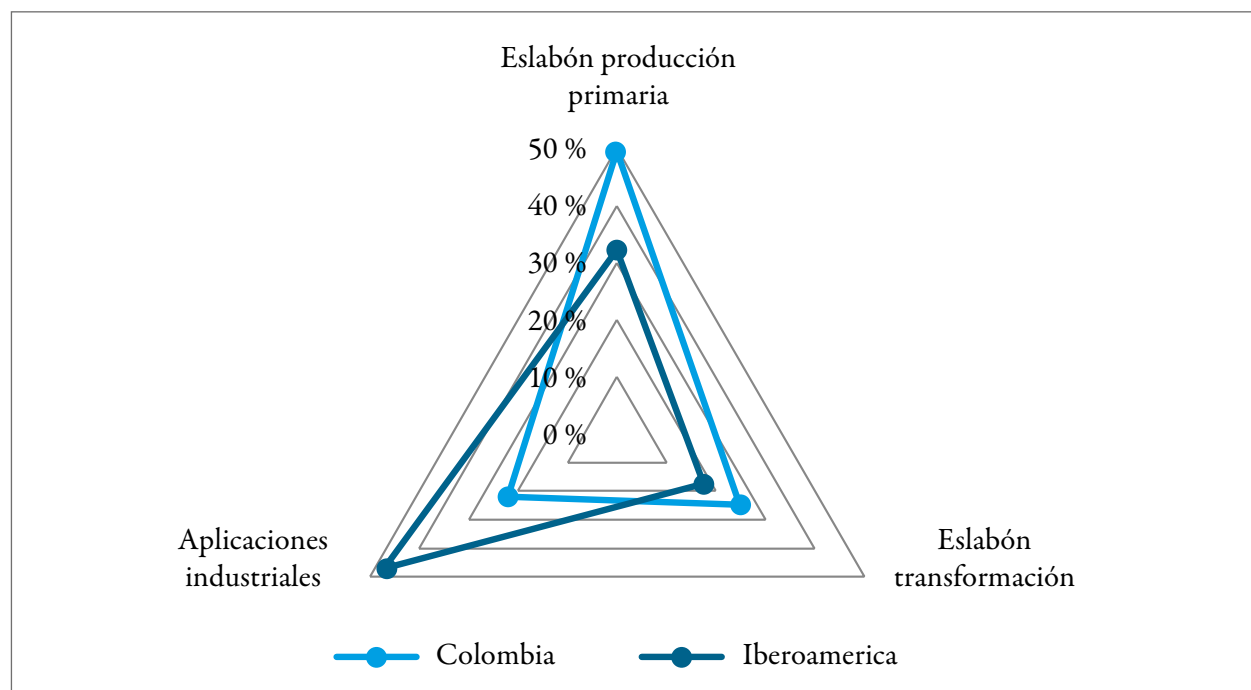 Eslabón producción
primaria
50 %
40 %
30 %
20 %
10 %
0 %
Aplicaciones
industriales
Eslabón
transformación
Colombia
Iberoamerica